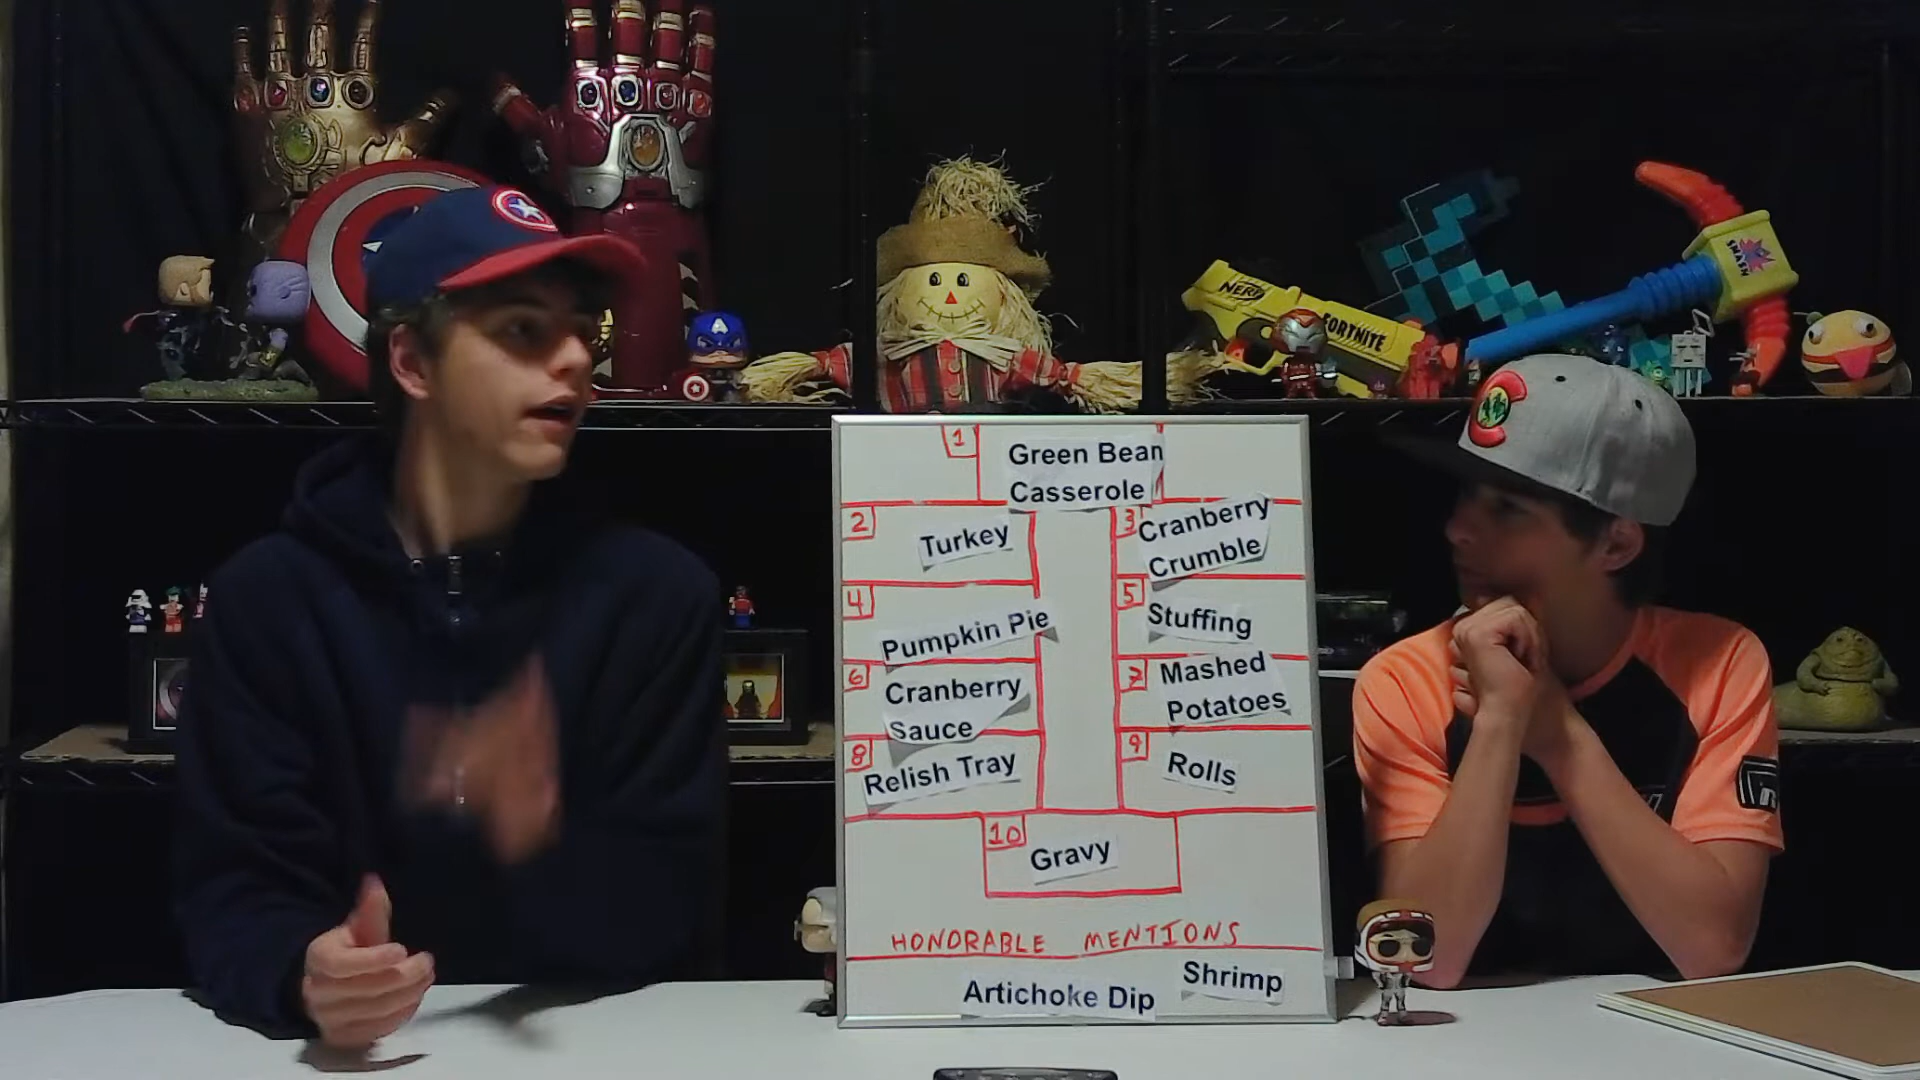 NERF
FORTNITE
SMASH
1
Green Bean
Casserole
2
Turkey
3
Cranberry
Crumble
4
Pumpkin Pie
5
Stuffing
6
Cranberry
Sauce
7
Mashed
Potatoes
8
Relish Tray
9
Rolls
10
Gravy
HONORABLE MENTIONS
Artichoke Dip
Shrimp